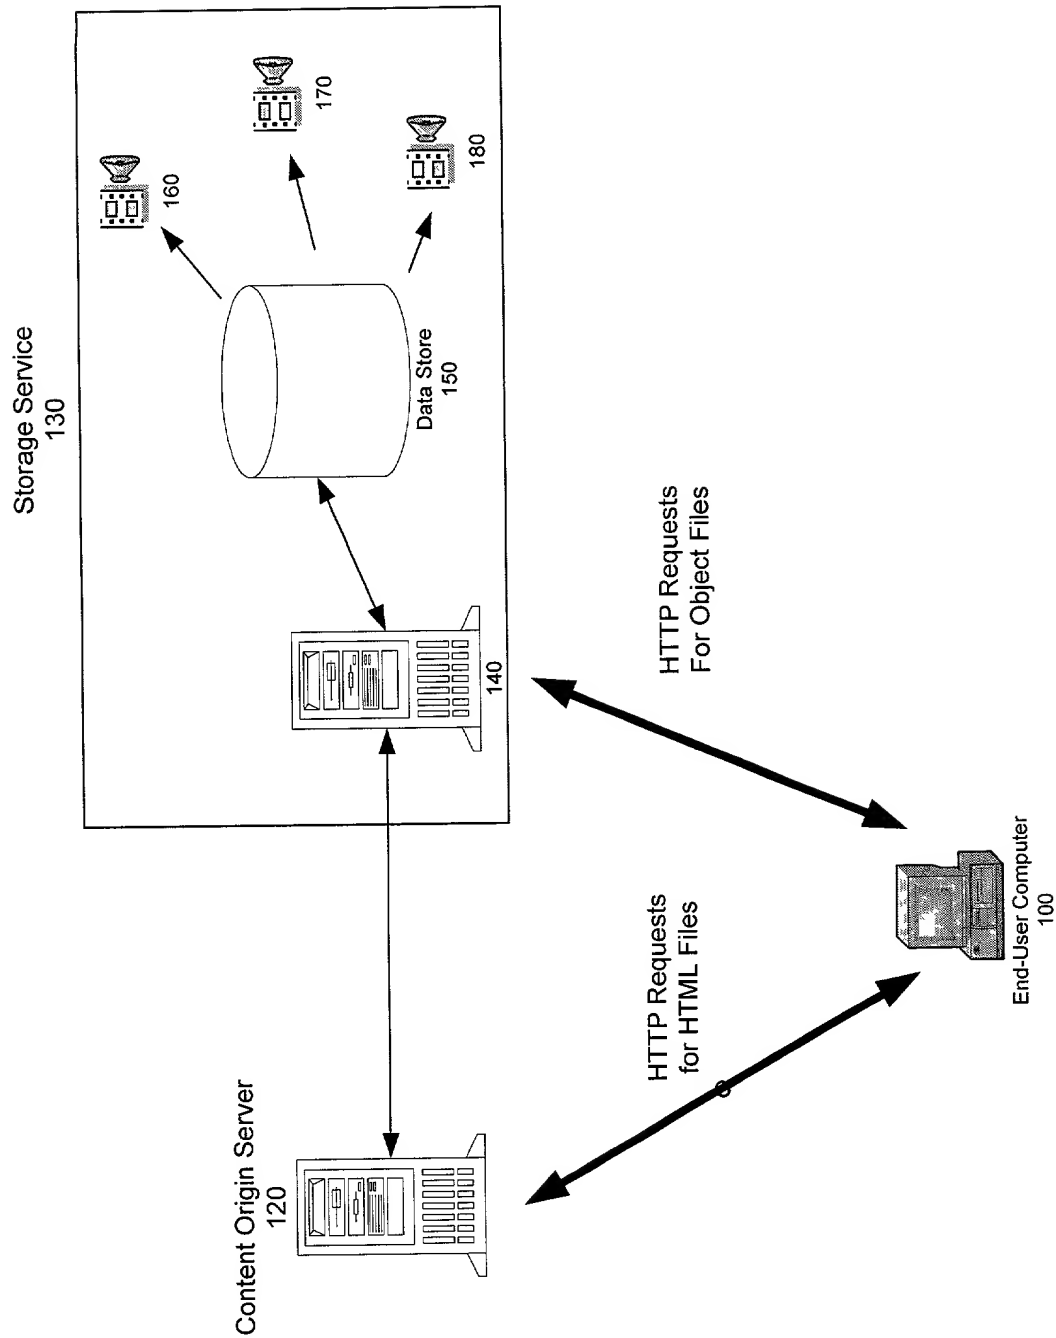 Storage Service
130
160
170
180
Data Store
150
140
Content Origin Server
120
HTTP Requests
for HTML Files
HTTP Requests
For Object Files
End-User Computer
100